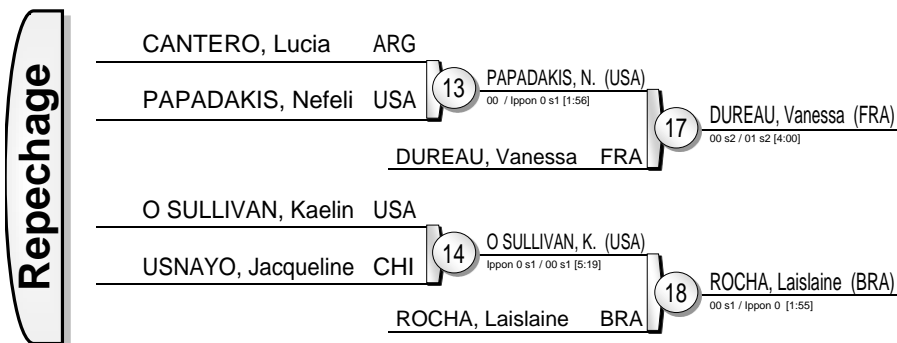 Repechage
CANTERO, Lucia ARG
PAPADAKIS, Nefeli USA
13
PAPADAKIS, N. (USA)
00 / Ippon 0 s1 [1:56]
DUREAU, Vanessa FRA
17
DUREAU, Vanessa (FRA)
00 s2 / 01 s2 [4:00]
O SULLIVAN, Kaelin USA
USNAYO, Jacqueline CHI
14
O SULLIVAN, K. (USA)
Ippon 0 s1 / 00 s1 [5:19]
ROCHA, Laislaine BRA
18
ROCHA, Laislaine (BRA)
00 s1 / Ippon 0 [1:55]